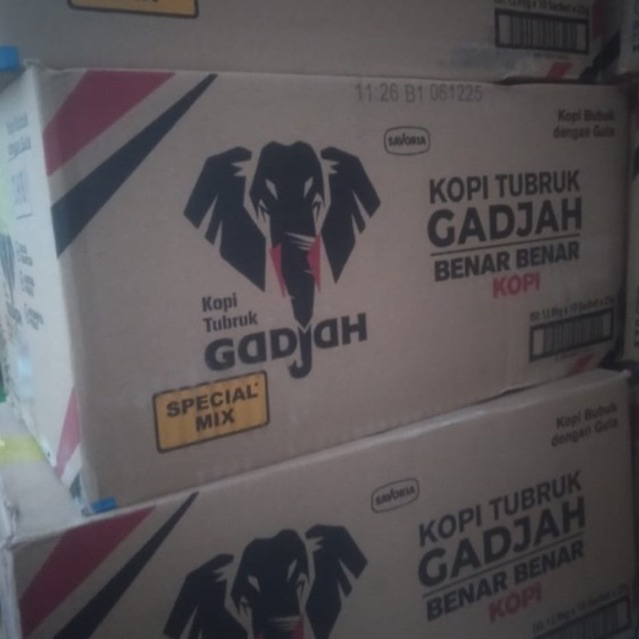 11:26 B1 061225
SAVORIA
Kopi Bubuk
dengan Gula
KOPI TUBRUK
GADJAH
BENAR BENAR
KOPI
Kopi
Tubruk
GADJAH
SPECIAL
MIX
Kopi Bubuk
dengan Gula
SAVORIA
KOPI TUBRUK
GADJAH
BENAR BENAR
KOPI